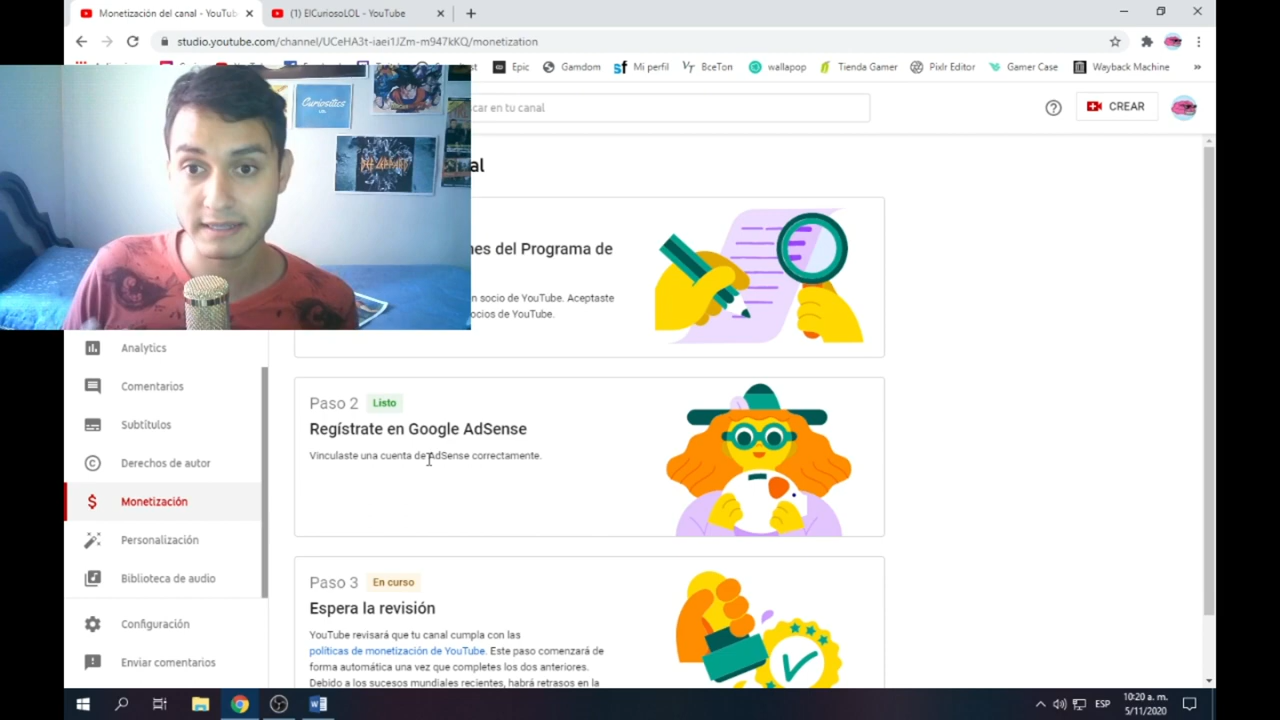 Monetización del canal - YouTub
(1) ElCuriosoLOL - YouTube
studio.youtube.com/channel/UCeHA3t-iaei1JZm-m947kKQ/monetization
Epic
Gamdom
Mi perfil
BceTon
wallapop
Tienda Gamer
Pixlr Editor
Gamer Case
Wayback Machine
Curiosities
LOL
DEF LEPPARD
car en tu canal
CREAR
al
nes del Programa de
n socio de YouTube. Aceptaste
ocios de YouTube.
Analytics
Comentarios
Subtítulos
Derechos de autor
Monetización
Personalización
Biblioteca de audio
Configuración
Enviar comentarios
Paso 2 Listo
Regístrate en Google AdSense
Vinculaste una cuenta de AdSense correctamente.
Paso 3 En curso
Espera la revisión
YouTube revisará que tu canal cumpla con las
políticas de monetización de YouTube. Este paso comenzará de
forma automática una vez que completes los dos anteriores.
Debido a los sucesos mundiales recientes, habrá retrasos en la
ESP
10:20 a. m.
5/11/2020